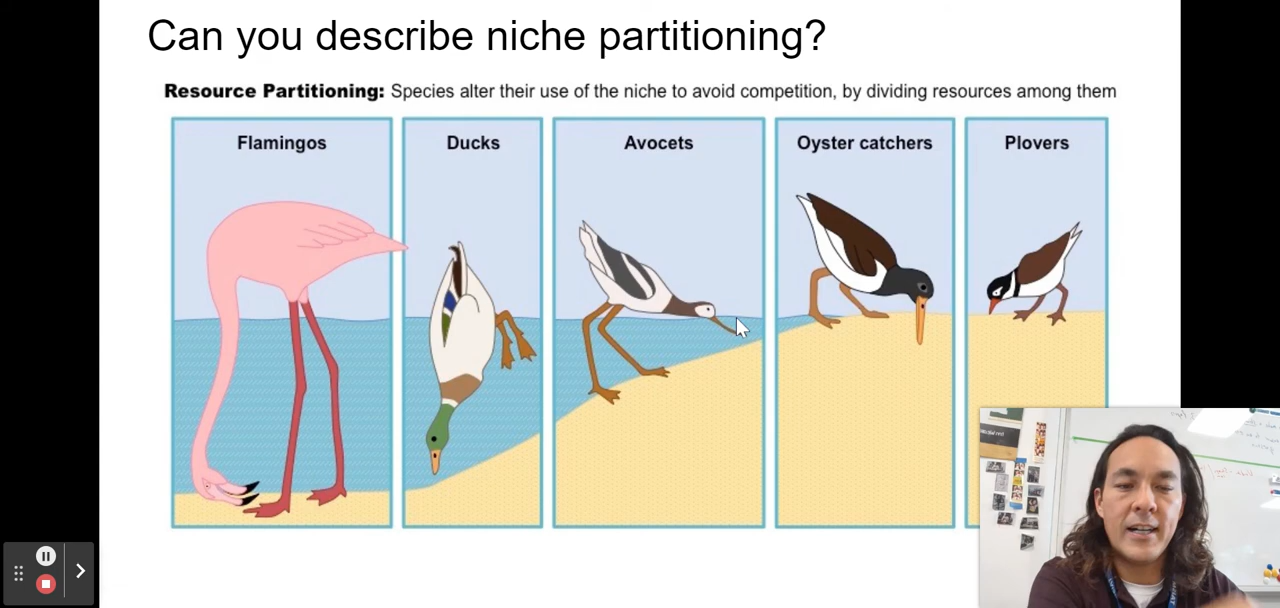 Can you describe niche partitioning?
Resource Partitioning: Species alter their use of the niche to avoid competition, by dividing resources among them
Flamingos
Ducks
Avocets
Oyster catchers
Plovers